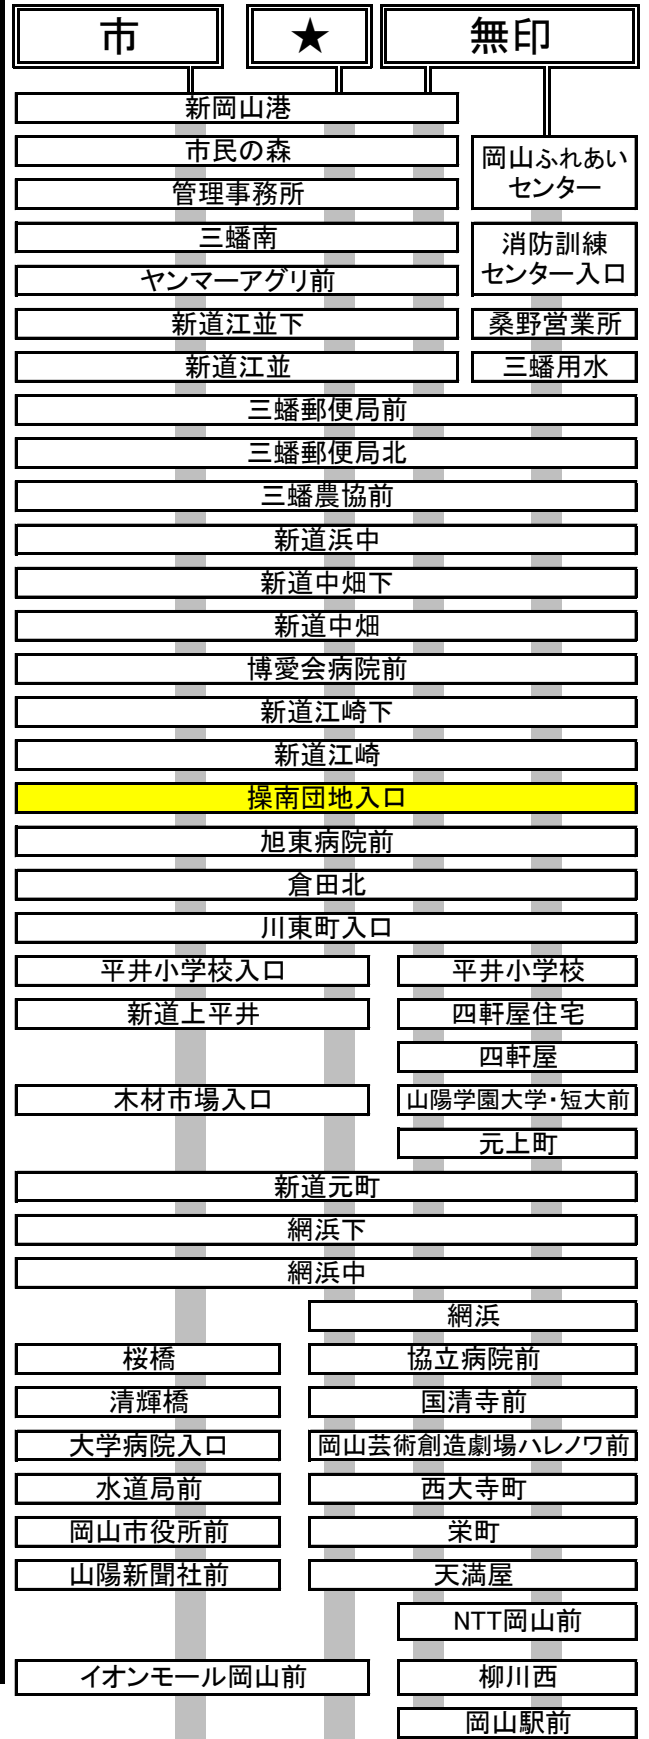 市 ★ 無印
新岡山港
市民の森
岡山ふれあい
センター
管理事務所
三蟠南
消防訓練
センター入口
ヤンマーアグリ前
新道江並下 桑野営業所
新道江並 三蟠用水
三蟠郵便局前
三蟠郵便局北
三蟠農協前
新道浜中
新道中畑下
新道中畑
博愛会病院前
新道江崎下
新道江崎
操南団地入口
旭東病院前
倉田北
川東町入口
平井小学校入口 平井小学校
新道上平井 四軒屋住宅
四軒屋
木材市場入口 山陽学園大学・短大前
元上町
新道元町
網浜下
網浜中
網浜
桜橋 協立病院前
清輝橋 国清寺前
大学病院入口 岡山芸術創造劇場ハレノワ前
水道局前 西大寺町
岡山市役所前 栄町
山陽新聞社前 天満屋
NTT岡山前
イオンモール岡山前 柳川西
岡山駅前